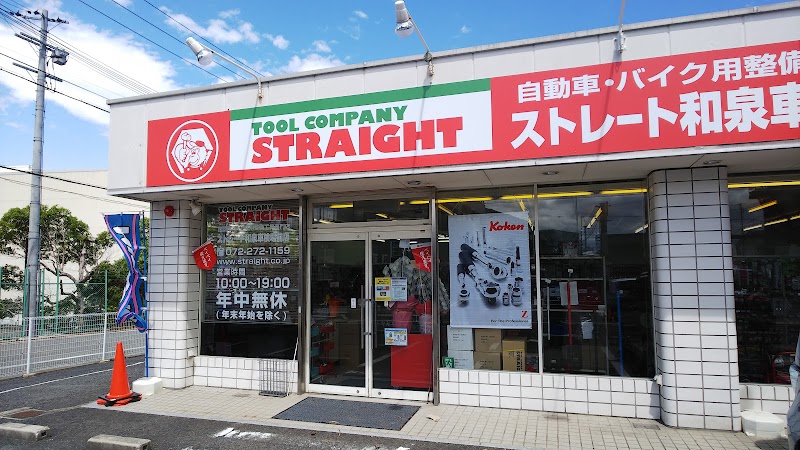 TOOL COMPANY
STRAIGHT
自動車・バイク用整備
ストレート和泉車
TOOL COMPANY
STRAIGHT
072-272-1159
www.straight.co.jp
営業時間
10:00~19:00
年中無休
(年末年始を除く)
Koken